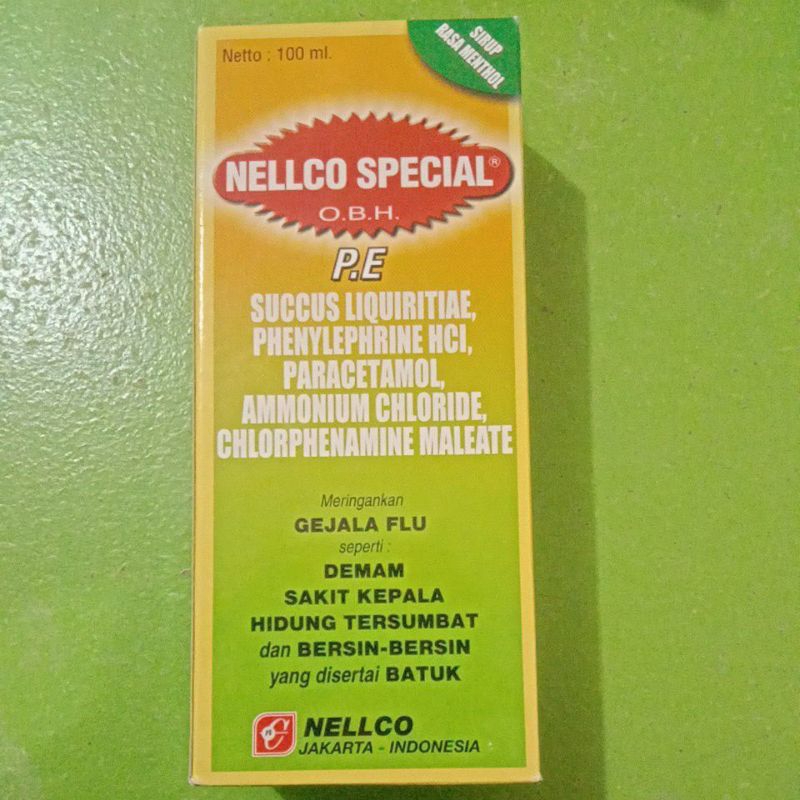 Netto : 100 ml.
SIRUP
RASA MENTHOL
NELLCO SPECIAL®
O.B.H.
P.E
SUCCUS LIQUIRITIAE,
PHENYLEPHRINE HCl,
PARACETAMOL,
AMMONIUM CHLORIDE,
CHLORPHENAMINE MALEATE
Meringankan
GEJALA FLU
seperti :
DEMAM
SAKIT KEPALA
HIDUNG TERSUMBAT
dan BERSIN-BERSIN
yang disertai BATUK
NELLCO
JAKARTA - INDONESIA